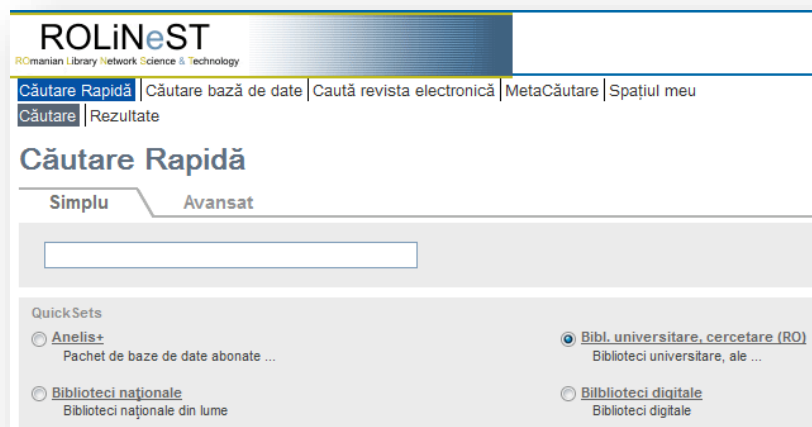 ROLiNeST
ROmanian Library Network Science & Technology
Căutare Rapidă Căutare bază de date Caută revista electronică MetaCăutare Spațiul meu
Căutare Rezultate
Căutare Rapidă
Simplu Avansat
QuickSets
Anelis+ Bibl. universitare, cercetare (RO)
Pachet de baze de date abonate ... Biblioteci universitare, ale ...
Biblioteci naţionale Bilblioteci digitale
Biblioteci naţionale din lume Biblioteci digitale